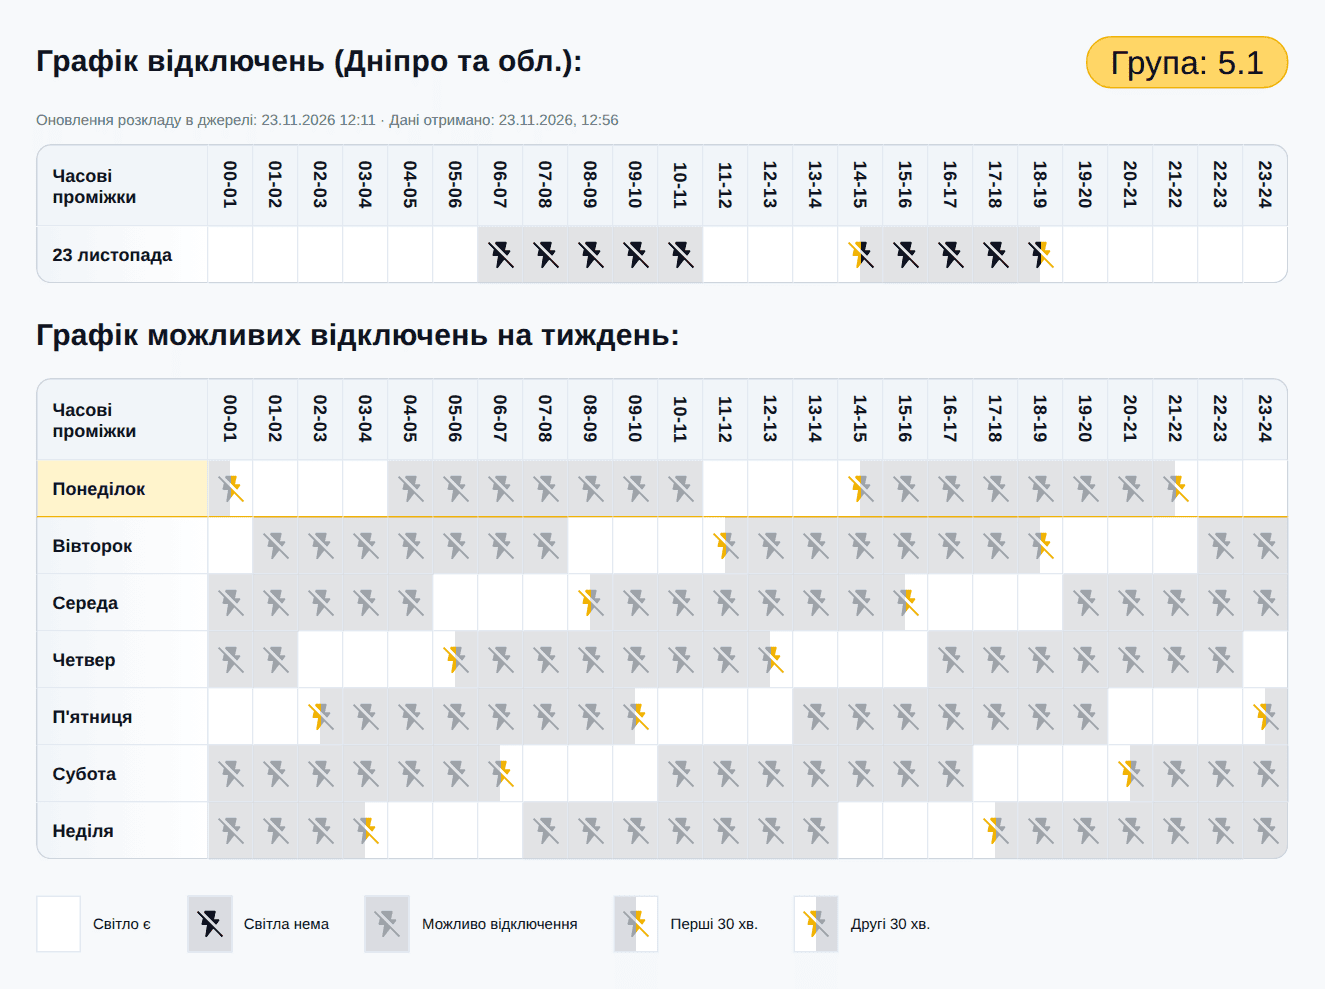 Графік відключень (Дніпро та обл.):
Група: 5.1
Оновлення розкладу в джерелі: 23.11.2026 12:11 · Дані отримано: 23.11.2026, 12:56
Часові проміжки 00-01 01-02 02-03 03-04 04-05 05-06 06-07 07-08 08-09 09-10 10-11 11-12 12-13 13-14 14-15 15-16 16-17 17-18 18-19 19-20 20-21 21-22 22-23 23-24
23 листопада
Графік можливих відключень на тиждень:
Часові проміжки 00-01 01-02 02-03 03-04 04-05 05-06 06-07 07-08 08-09 09-10 10-11 11-12 12-13 13-14 14-15 15-16 16-17 17-18 18-19 19-20 20-21 21-22 22-23 23-24
Понеділок
Вівторок
Середа
Четвер
П'ятниця
Субота
Неділя
Світло є Світла нема Можливо відключення Перші 30 хв. Другі 30 хв.